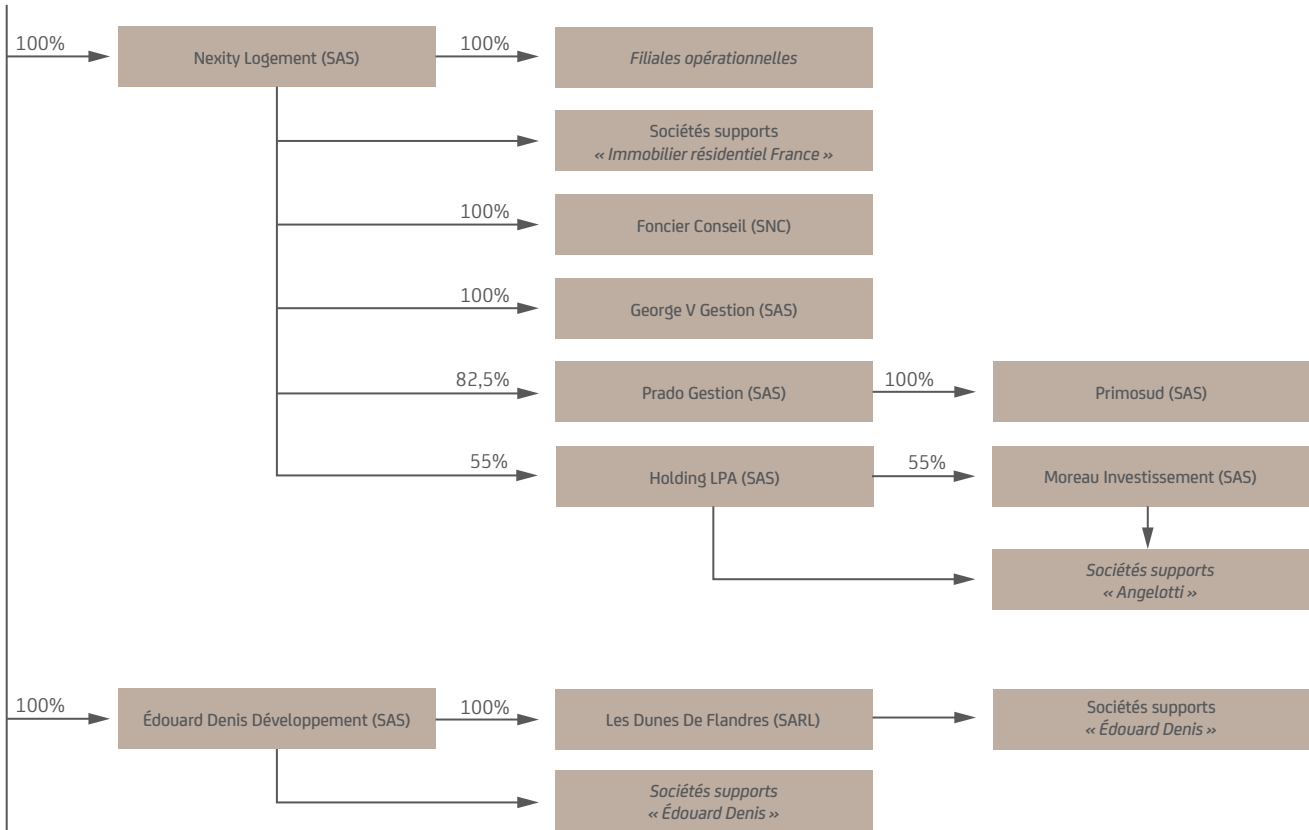 100%
Nexity Logement (SAS)
100%
Filiales opérationnelles
Sociétés supports
« Immobilier résidentiel France »
100%
Foncier Conseil (SNC)
100%
George V Gestion (SAS)
82,5%
Prado Gestion (SAS)
100%
Primosud (SAS)
55%
Holding LPA (SAS)
55%
Moreau Investissement (SAS)
Sociétés supports
« Angelotti »
100%
Édouard Denis Développement (SAS)
100%
Les Dunes De Flandres (SARL)
Sociétés supports
« Édouard Denis »
Sociétés supports
« Édouard Denis »